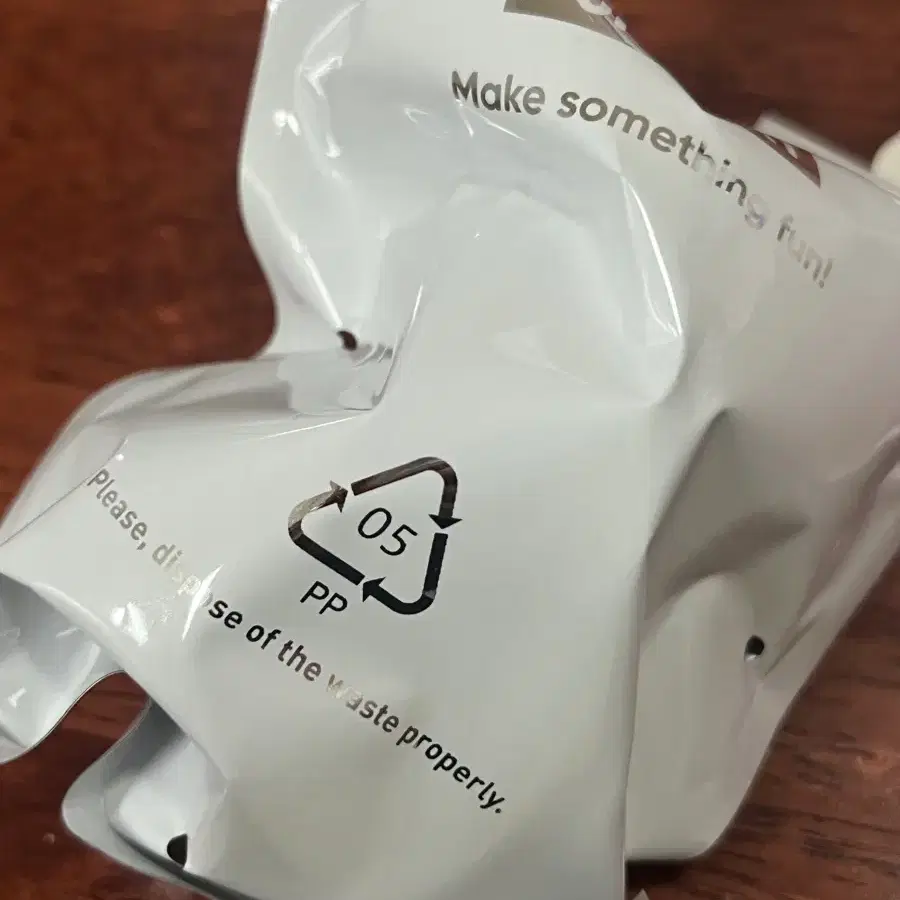 Make something fun!
05
PP
Please, dispose of the waste properly.